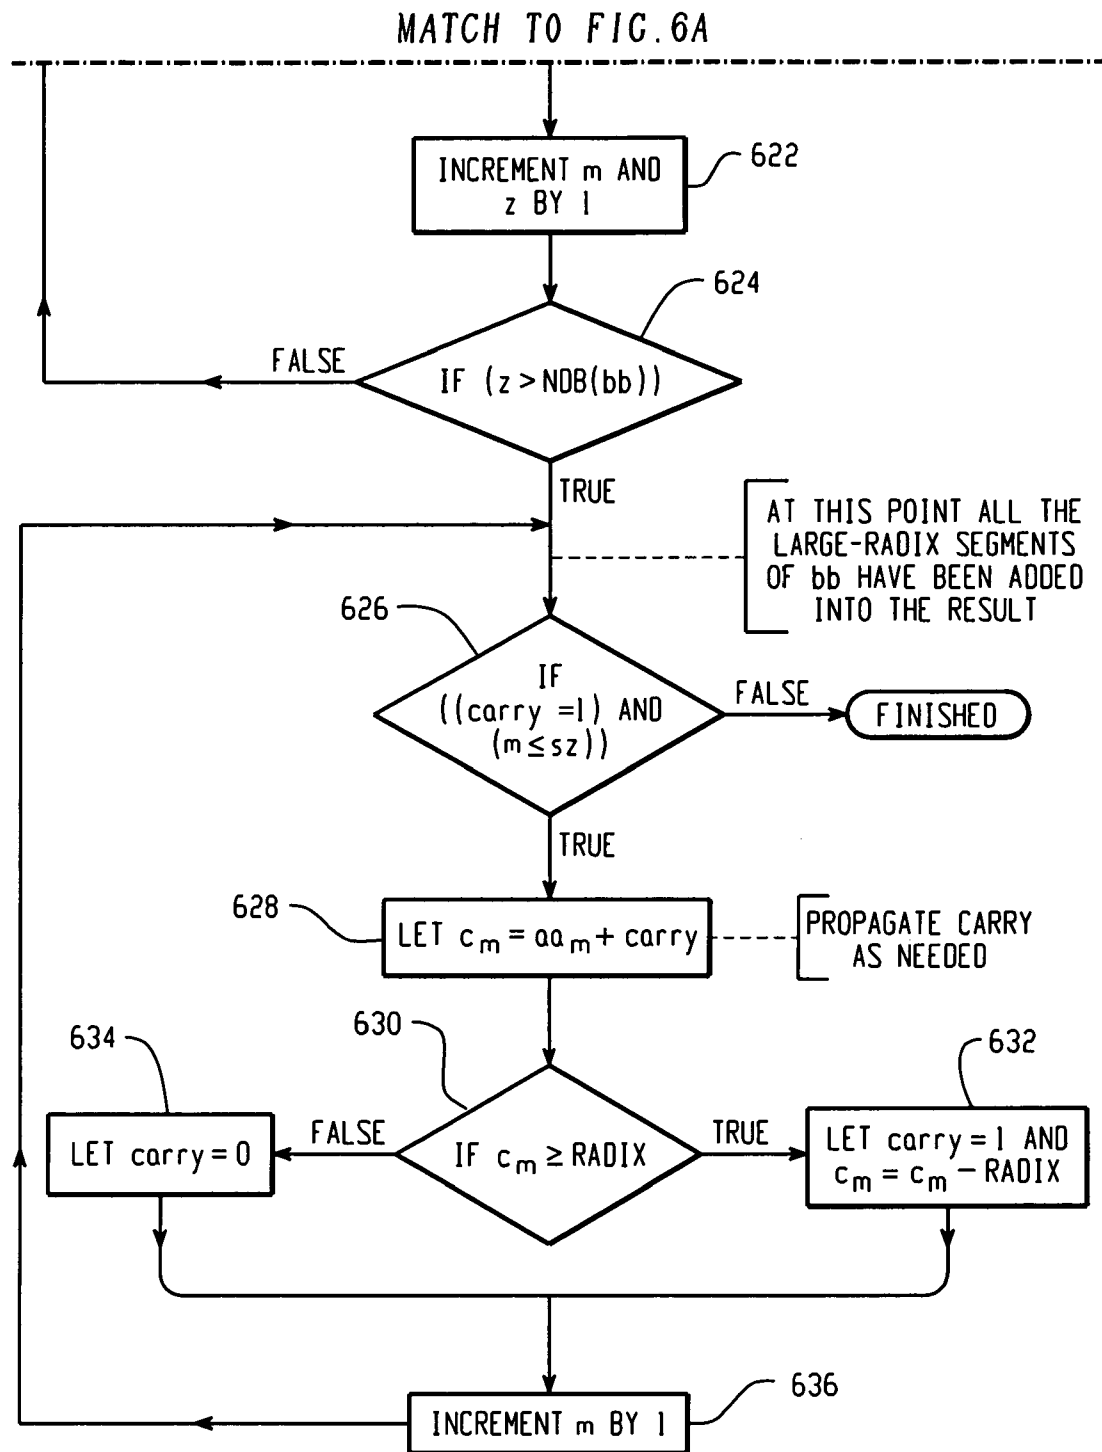 MATCH TO FIG.6A
INCREMENT m AND
z BY 1
622
624
FALSE
IF (z > NDB(bb))
TRUE
AT THIS POINT ALL THE
LARGE-RADIX SEGMENTS
OF bb HAVE BEEN ADDED
INTO THE RESULT
626
IF
((carry =1) AND
(m ≤ sz))
FALSE
FINISHED
TRUE
628
LET c_m = aa_m + carry
PROPAGATE CARRY
AS NEEDED
630
634
632
LET carry = 0
FALSE
IF c_m ≥ RADIX
TRUE
LET carry = 1 AND
c_m = c_m − RADIX
636
INCREMENT m BY 1